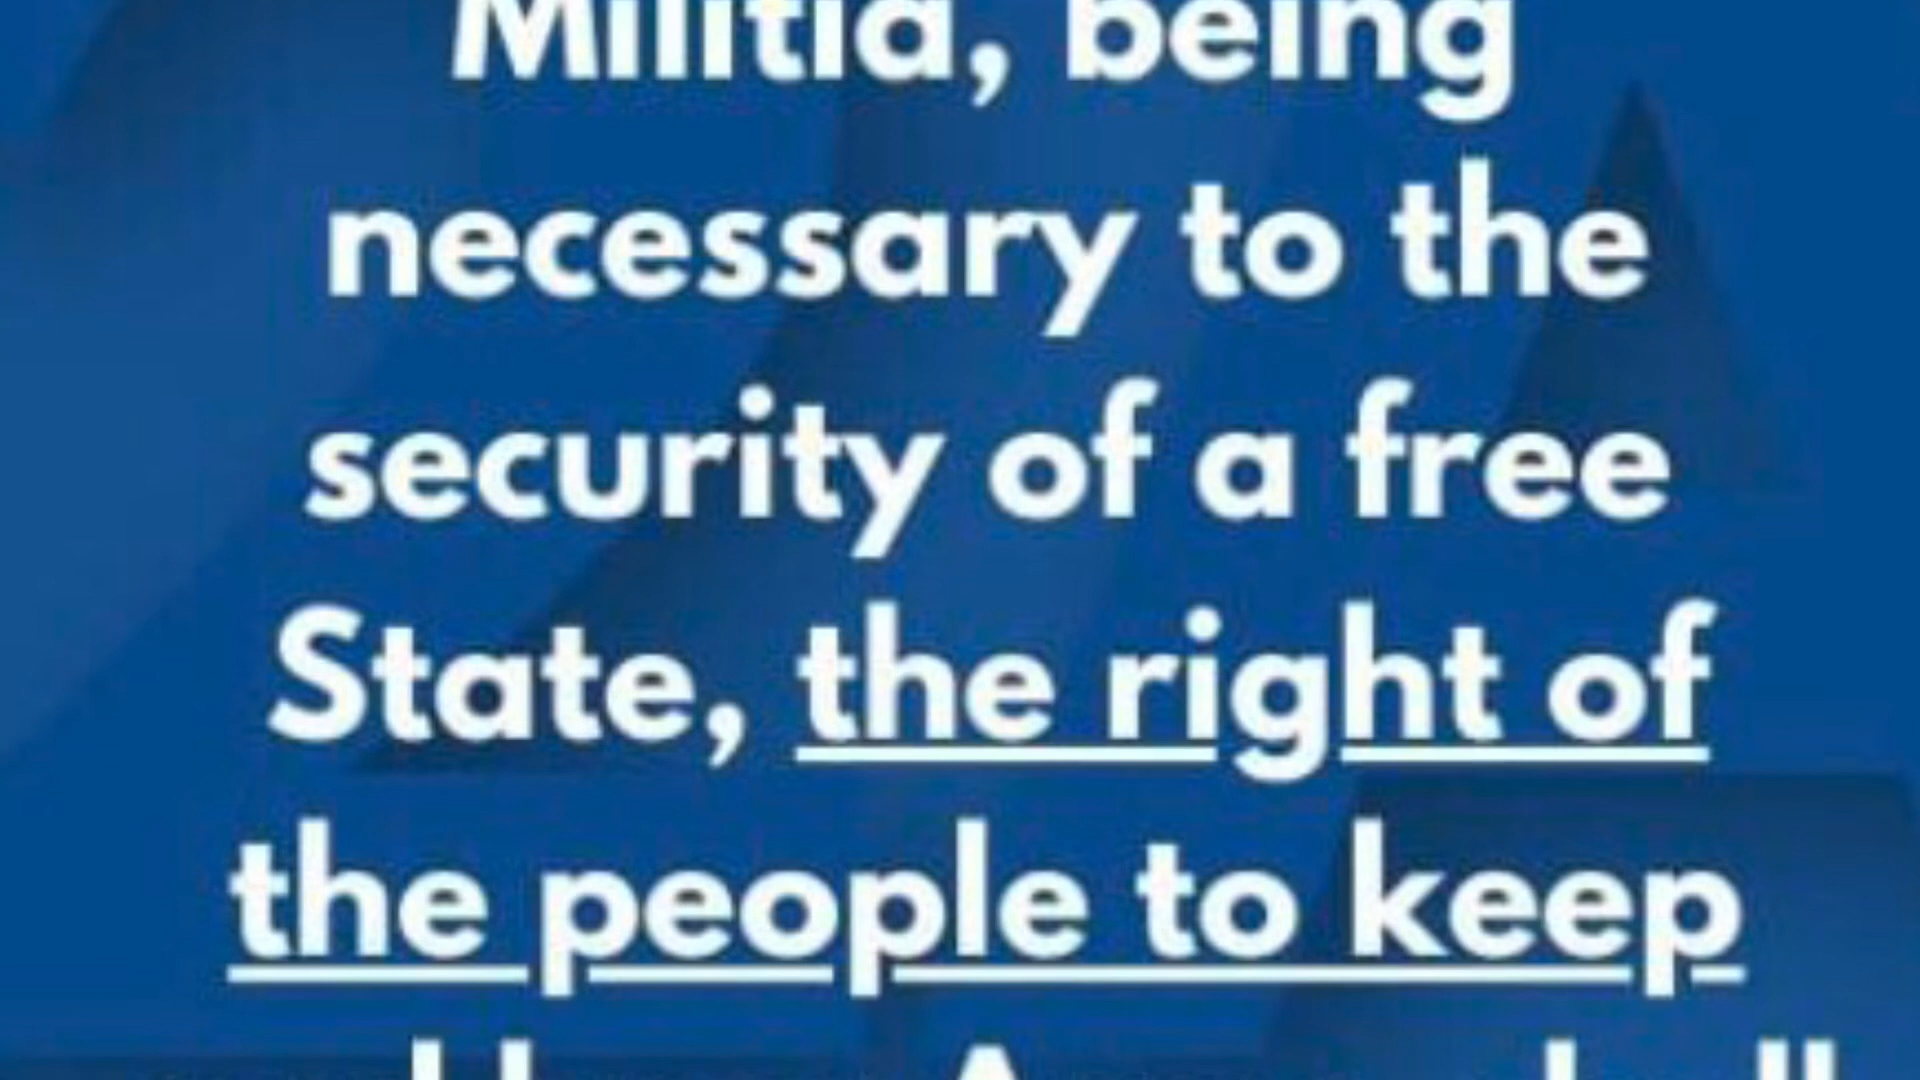 Militia, being
necessary to the
security of a free
State, the right of
the people to keep